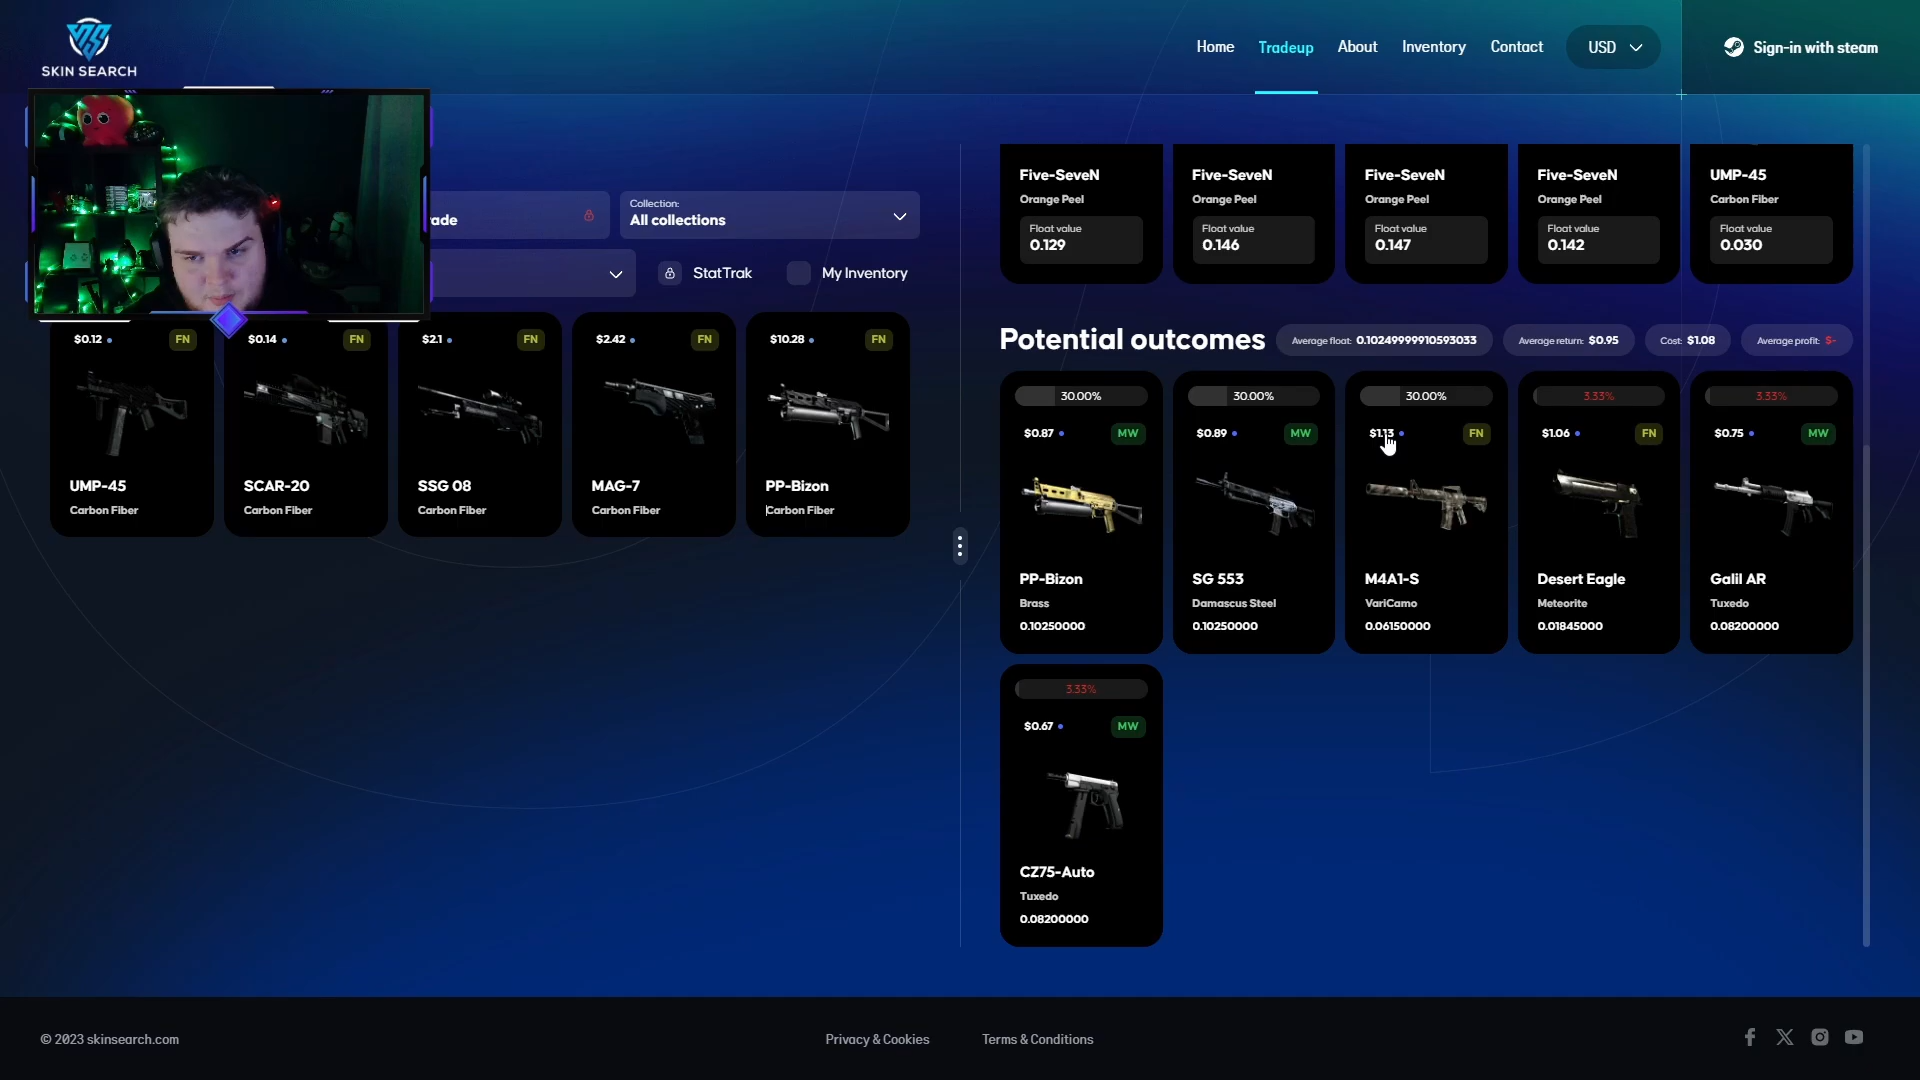 SKIN SEARCH
Home
Tradeup
About
Inventory
Contact
USD
Sign-in with steam
ade
Collection:
All collections
StatTrak
My Inventory
$0.12
FN
UMP-45
Carbon Fiber
$0.14
FN
SCAR-20
Carbon Fiber
$2.1
FN
SSG 08
Carbon Fiber
$2.42
FN
MAG-7
Carbon Fiber
$10.28
FN
PP-Bizon
Carbon Fiber
Five-SeveN
Orange Peel
Float value
0.129
Five-SeveN
Orange Peel
Float value
0.146
Five-SeveN
Orange Peel
Float value
0.147
Five-SeveN
Orange Peel
Float value
0.142
UMP-45
Carbon Fiber
Float value
0.030
Potential outcomes
Average float: 0.10249999910593033
Average return: $0.95
Cost: $1.08
Average profit: $-
30.00%
$0.87
MW
PP-Bizon
Brass
0.10250000
30.00%
$0.89
MW
SG 553
Damascus Steel
0.10250000
30.00%
$1.13
FN
M4A1-S
VariCamo
0.06150000
3.33%
$1.06
FN
Desert Eagle
Meteorite
0.01845000
3.33%
$0.75
MW
Galil AR
Tuxedo
0.08200000
3.33%
$0.67
MW
CZ75-Auto
Tuxedo
0.08200000
© 2023 skinsearch.com
Privacy & Cookies
Terms & Conditions